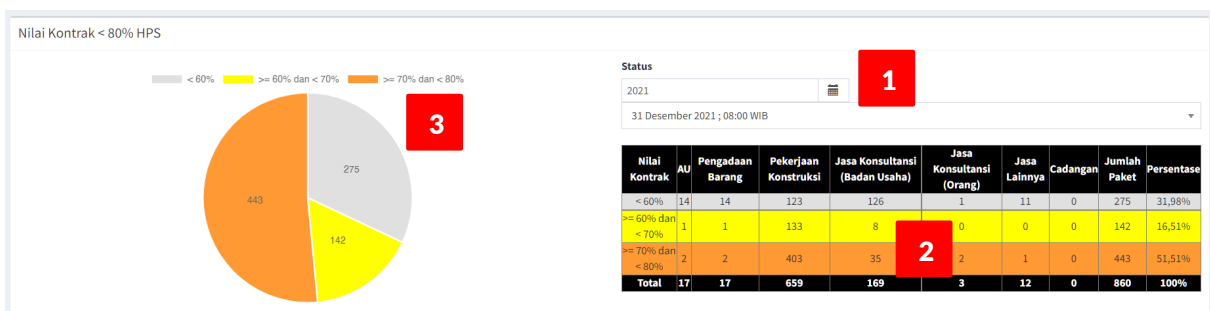 Nilai Kontrak < 80% HPS
< 60% >= 60% dan < 70% >= 70% dan < 80%
3
275
443
142
Status
1
2021
31 Desember 2021 ; 08:00 WIB
Nilai Kontrak AU Pengadaan Barang Pekerjaan Konstruksi Jasa Konsultansi (Badan Usaha) Jasa Konsultansi (Orang) Jasa Lainnya Cadangan Jumlah Paket Persentase
< 60% 14 14 123 126 1 11 0 275 31,98%
>= 60% dan < 70% 1 1 133 8 0 0 0 142 16,51%
2
>= 70% dan < 80% 2 2 403 35 2 1 0 443 51,51%
Total 17 17 659 169 3 12 0 860 100%